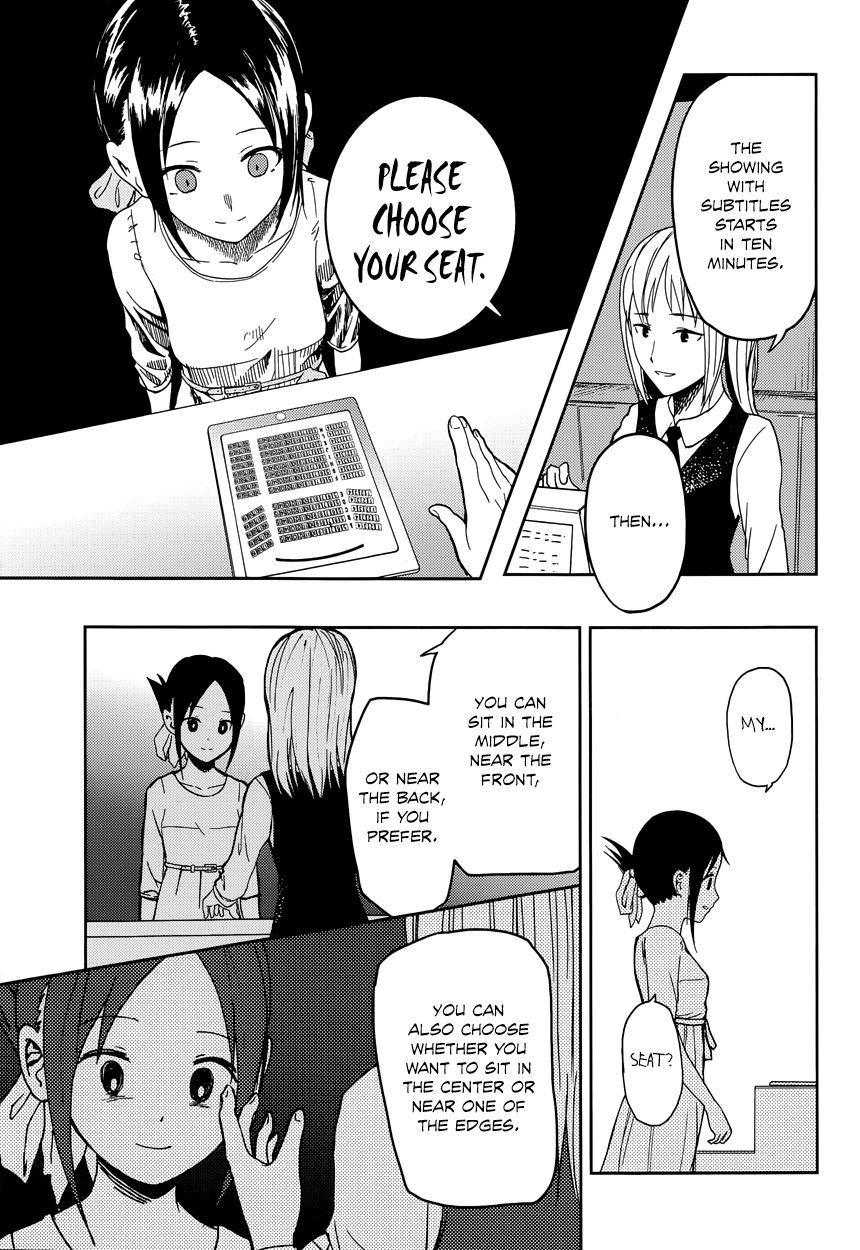 THE
SHOWING
WITH
SUBTITLES
STARTS
IN TEN
MINUTES.
THEN...
PLEASE
CHOOSE
YOUR SEAT.
MY...
SEAT?
YOU CAN
SIT IN THE
MIDDLE,
NEAR THE
FRONT,
OR NEAR
THE BACK,
IF YOU
PREFER.
YOU CAN
ALSO CHOOSE
WHETHER YOU
WANT TO SIT IN
THE CENTER OR
NEAR ONE OF
THE EDGES.